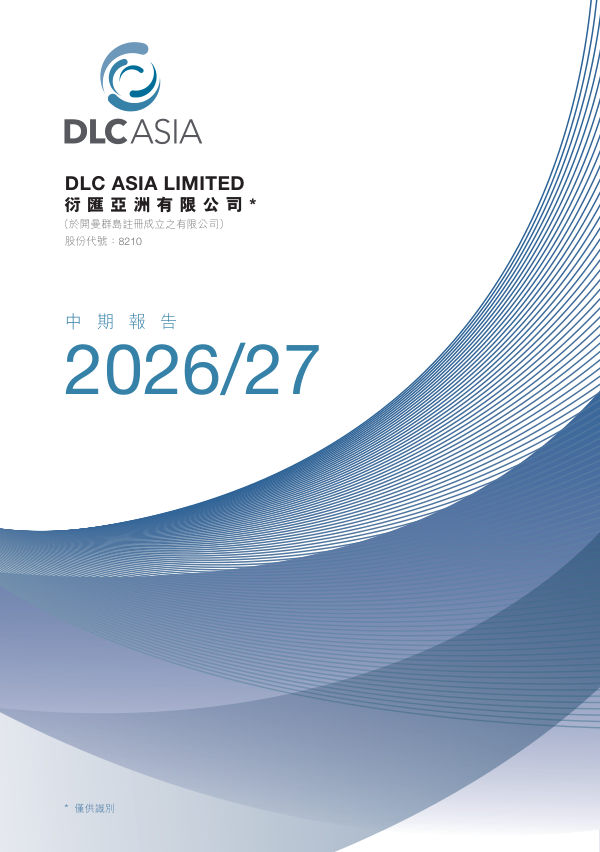 DLC ASIA
DLC ASIA LIMITED
衍匯亞洲有限公司*
(於開曼群島註冊成立之有限公司)
股份代號：8210
中期報告
2026/27
* 僅供識別